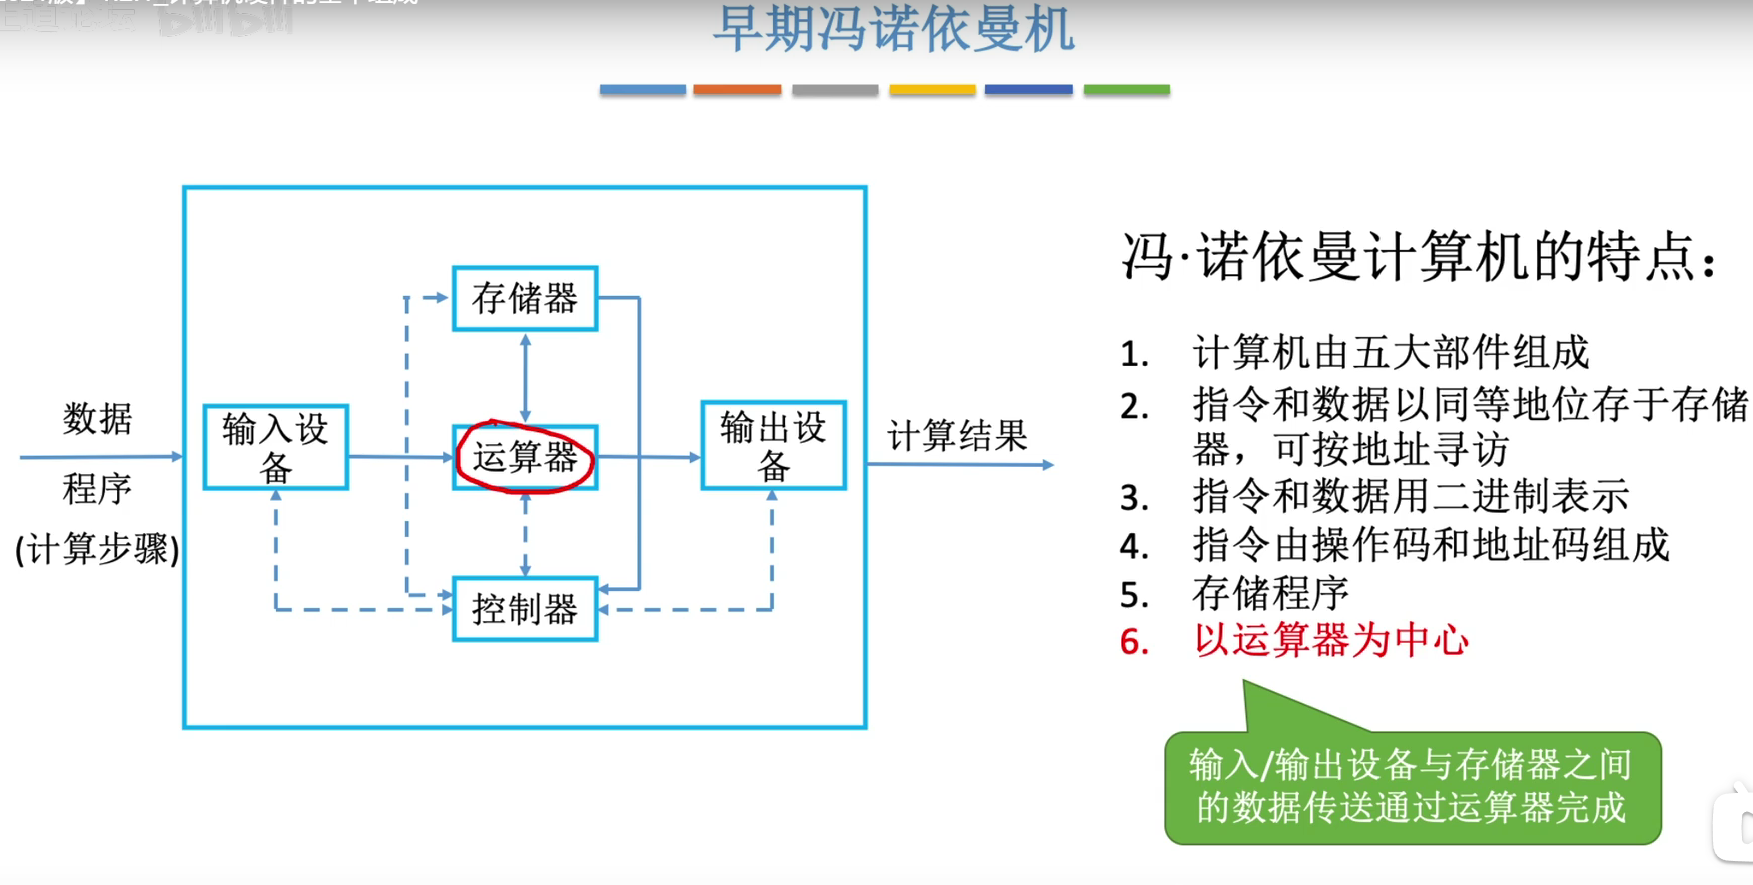 早期冯诺依曼机
存储器
输入设
备
运算器
输出设
备
控制器
数据
程序
(计算步骤)
计算结果
冯·诺依曼计算机的特点：
1. 计算机由五大部件组成
2. 指令和数据以同等地位存于存储
器，可按地址寻访
3. 指令和数据用二进制表示
4. 指令由操作码和地址码组成
5. 存储程序
6. 以运算器为中心
输入/输出设备与存储器之间
的数据传送通过运算器完成